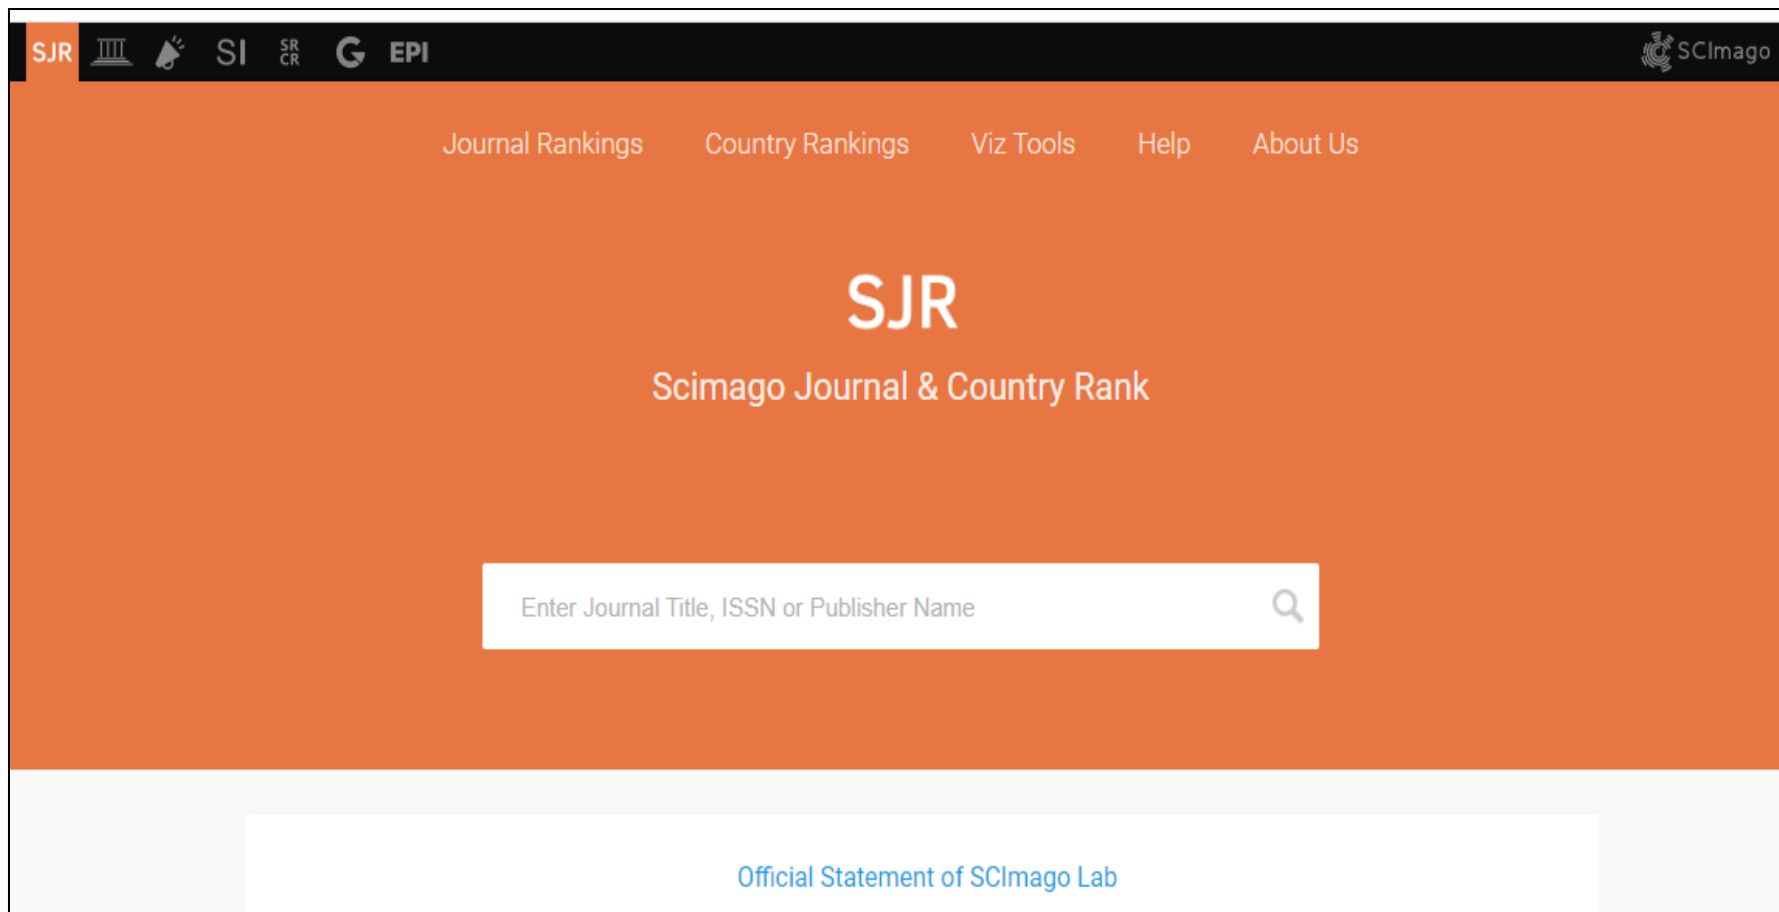 SJR SI SR CR G EPI SCImago
Journal Rankings Country Rankings Viz Tools Help About Us
SJR
Scimago Journal & Country Rank
Enter Journal Title, ISSN or Publisher Name
Official Statement of SCImago Lab